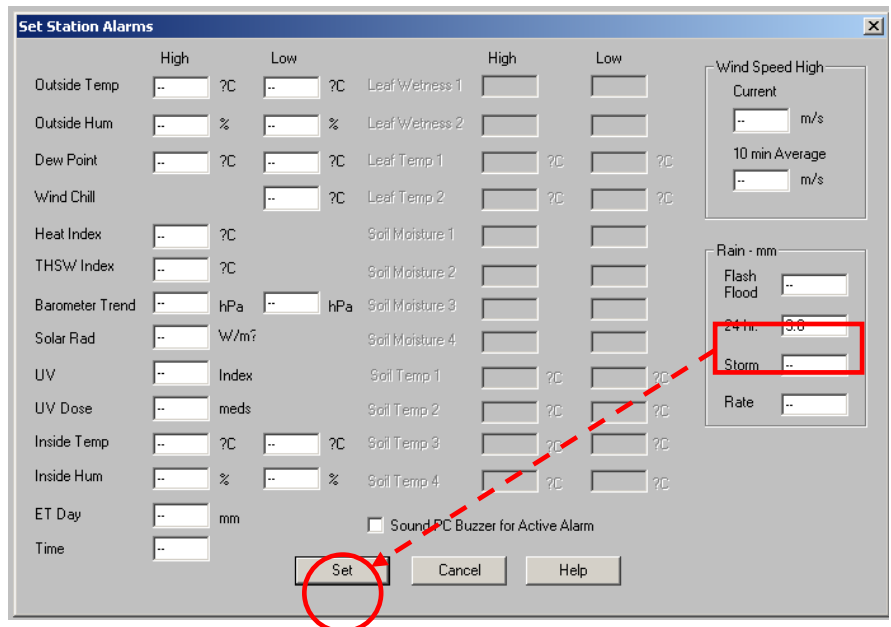 Set Station Alarms
High Low High Low
Outside Temp -- ?C -- ?C Leaf Wetness 1
Outside Hum -- % -- % Leaf Wetness 2
Dew Point -- ?C -- ?C Leaf Temp 1 ?C ?C
Wind Chill -- ?C Leaf Temp 2 ?C ?C
Heat Index -- ?C Soil Moisture 1
THSW Index -- ?C Soil Moisture 2
Barometer Trend -- hPa -- hPa Soil Moisture 3
Solar Rad -- W/m? Soil Moisture 4
UV -- Index Soil Temp 1 ?C ?C
UV Dose -- meds Soil Temp 2 ?C ?C
Inside Temp -- ?C -- ?C Soil Temp 3 ?C ?C
Inside Hum -- % -- % Soil Temp 4 ?C ?C
ET Day -- mm
Time --
Sound PC Buzzer for Active Alarm
Set Cancel Help
Wind Speed High
Current
-- m/s
10 min Average
-- m/s
Rain - mm
Flash
Flood --
24 hr.
Storm --
Rate --